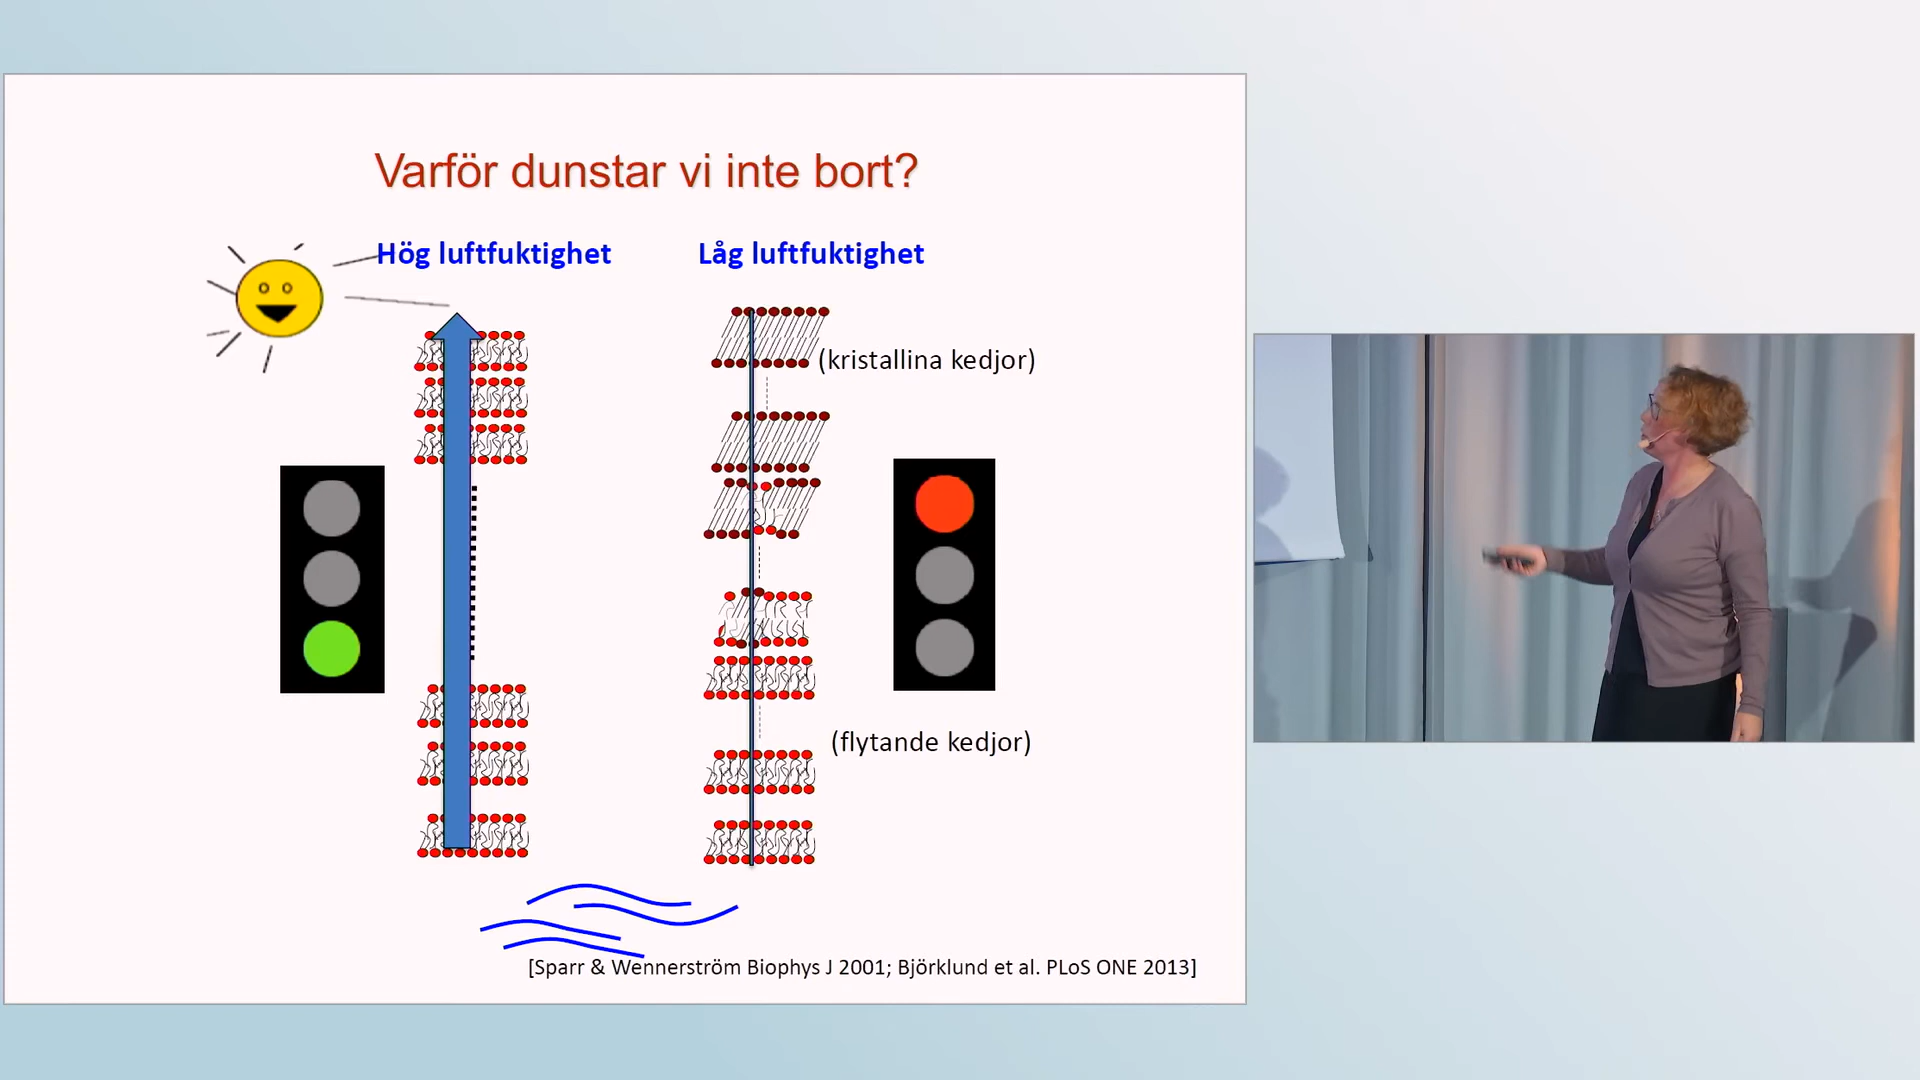 Varför dunstar vi inte bort?
Hög luftfuktighet
Låg luftfuktighet
(kristallina kedjor)
(flytande kedjor)
[Sparr & Wennerström Biophys J 2001; Björklund et al. PLoS ONE 2013]